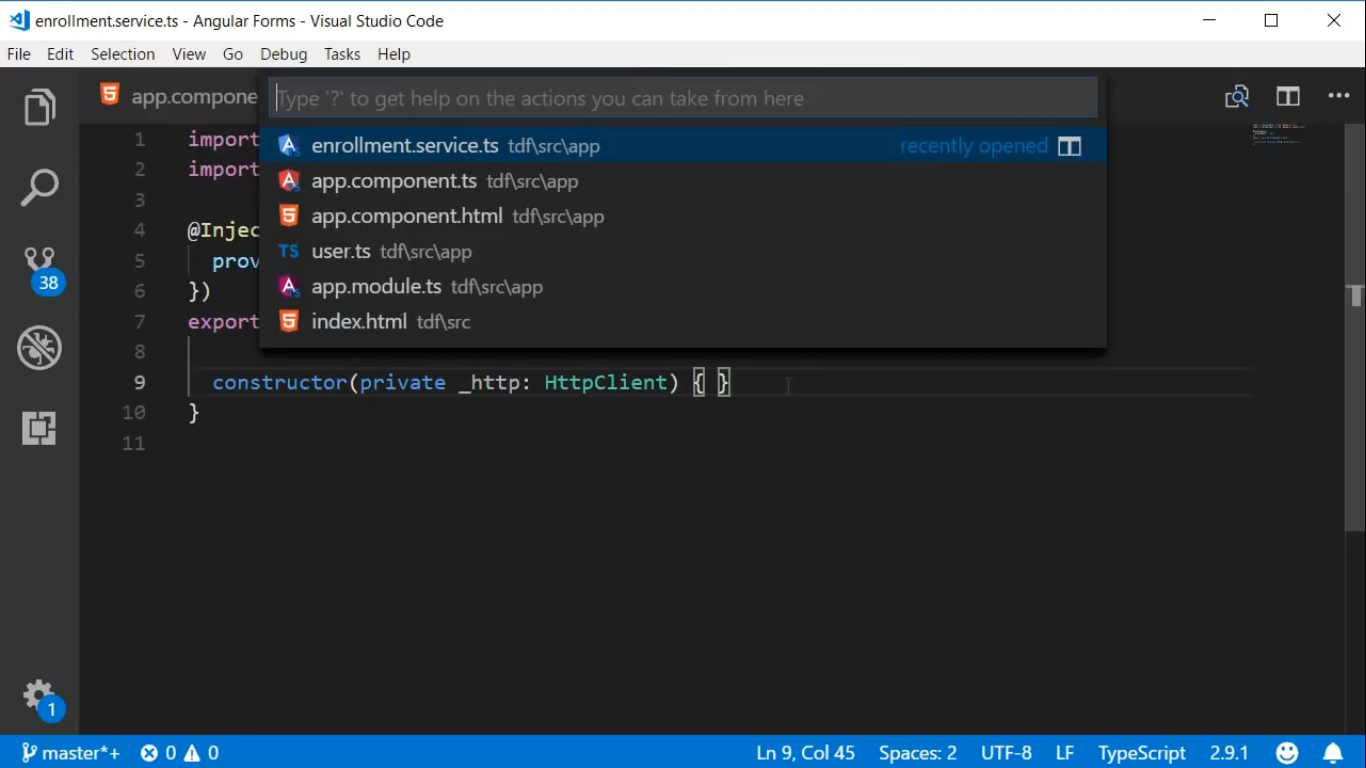 enrollment.service.ts - Angular Forms - Visual Studio Code
File Edit Selection View Go Debug Tasks Help
app.compone
Type '?' to get help on the actions you can take from here
enrollment.service.ts tdf\src\app recently opened
app.component.ts tdf\src\app
app.component.html tdf\src\app
TS user.ts tdf\src\app
app.module.ts tdf\src\app
index.html tdf\src
1 import
2 import
3
4 @Injec
5 prov
6 })
7 export
8
9 constructor(private _http: HttpClient) { }
10 }
11
38
1
master*+ 0 0 Ln 9, Col 45 Spaces: 2 UTF-8 LF TypeScript 2.9.1